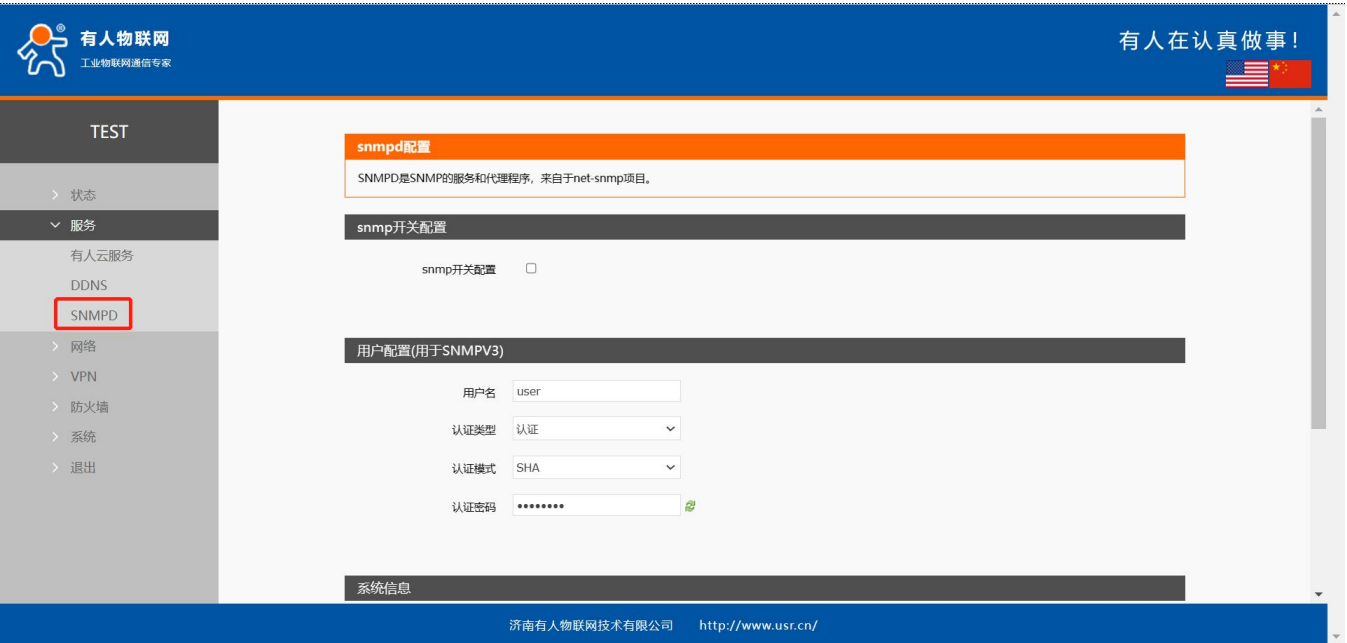 有人物联网
工业物联网通信专家
有人在认真做事!
TEST
状态
服务
有人云服务
DDNS
SNMPD
网络
VPN
防火墙
系统
退出
snmpd配置
SNMPD是SNMP的服务和代理程序，来自于net-snmp项目。
snmp开关配置
snmp开关配置
用户配置(用于SNMPV3)
用户名 user
认证类型 认证
认证模式 SHA
认证密码 ••••••••
系统信息
济南有人物联网技术有限公司 http://www.usr.cn/